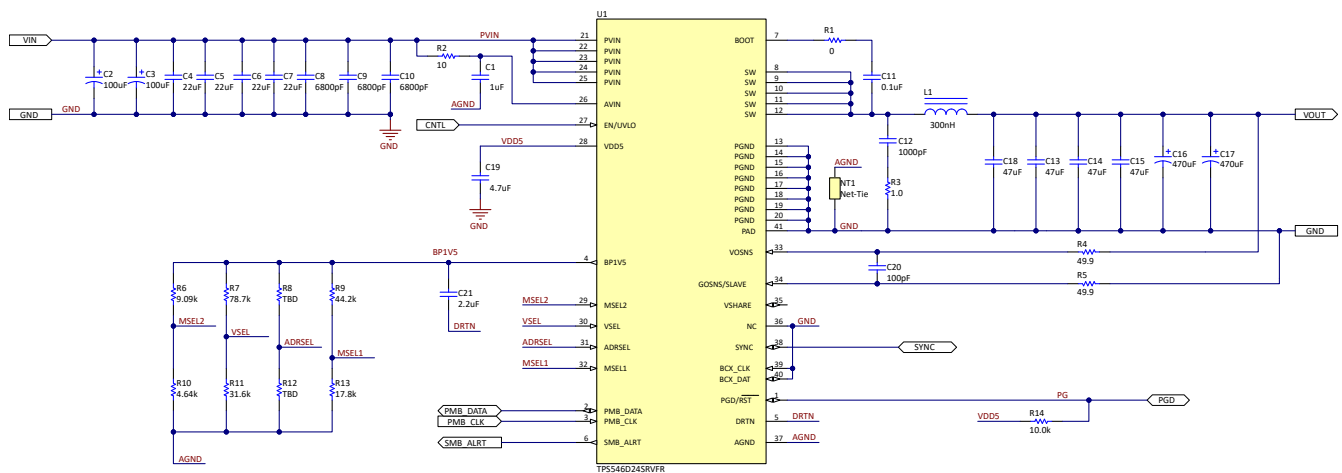 U1
VIN
PVIN
21 PVIN
22 PVIN
23 PVIN
24 PVIN
25 PVIN
26 AVIN
27 EN/UVLO
28 VDD5
4 BP1V5
29 MSEL2
30 VSEL
31 ADRSEL
32 MSEL1
2 PMB_DATA
3 PMB_CLK
6 SMB_ALRT
BOOT 7
SW 8
SW 9
SW 10
SW 11
SW 12
PGND 13
PGND 14
PGND 15
PGND 16
PGND 17
PGND 18
PGND 19
PGND 20
PAD 41
VOSNS 33
GOSNS/SLAVE 34
VSHARE 35
NC 36
SYNC 38
BCX_CLK 39
BCX_DAT 40
PGD/RST 1
DRTN 5
AGND 37
TPS546D24SRVFR
C2
100uF
C3
100uF
C4
22uF
C5
22uF
C6
22uF
C7
22uF
C8
6800pF
C9
6800pF
C10
6800pF
R2
10
C1
1uF
AGND
GND
GND
GND
CNTL
VDD5
C19
4.7uF
GND
BP1V5
R6
9.09k
R7
78.7k
R8
TBD
R9
44.2k
MSEL2
VSEL
ADRSEL
MSEL1
R10
4.64k
R11
31.6k
R12
TBD
R13
17.8k
AGND
C21
2.2uF
DRTN
MSEL2
VSEL
ADRSEL
MSEL1
PMB_DATA
PMB_CLK
SMB_ALRT
R1
0
C11
0.1uF
L1
300nH
VOUT
C12
1000pF
R3
1.0
AGND
NT1
Net-Tie
GND
C18
47uF
C13
47uF
C14
47uF
C15
47uF
C16
470uF
C17
470uF
GND
R4
49.9
C20
100pF
R5
49.9
GND
SYNC
PG
PGD
VDD5
R14
10.0k
DRTN
AGND